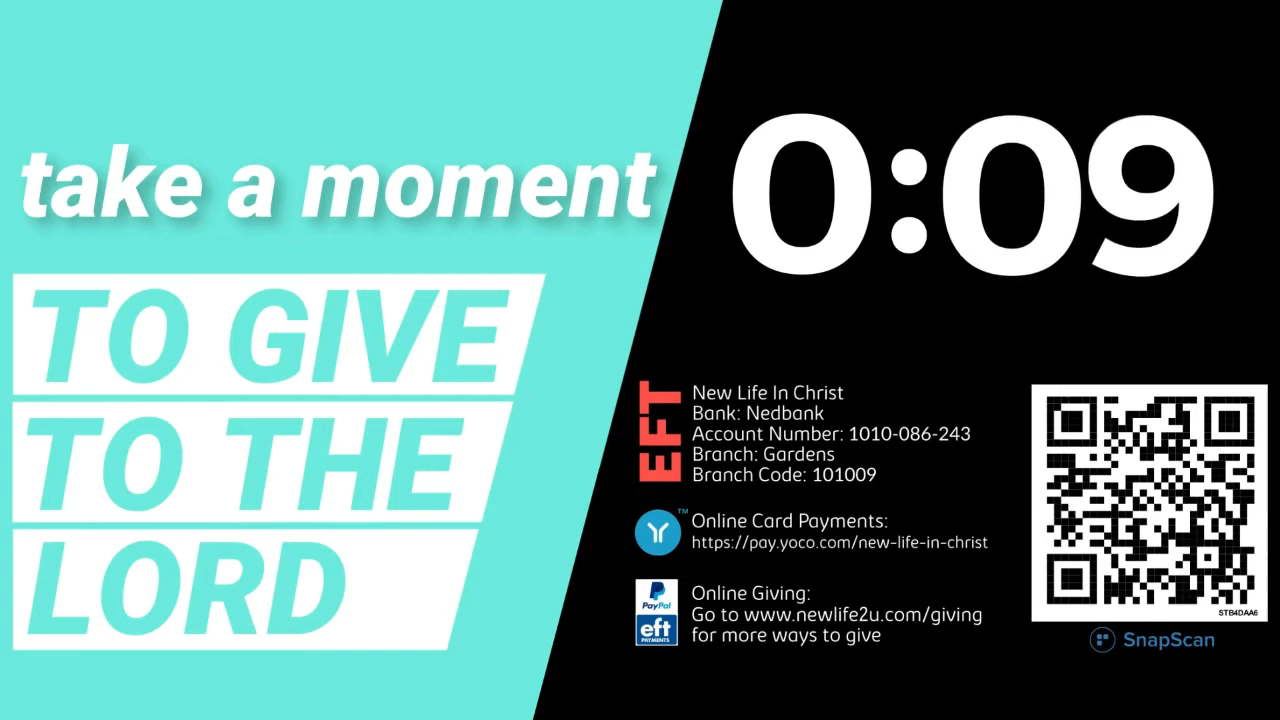 take a moment
TO GIVE
TO THE
LORD
0:09
EFT
New Life In Christ
Bank: Nedbank
Account Number: 1010-086-243
Branch: Gardens
Branch Code: 101009
TM
Online Card Payments:
https://pay.yoco.com/new-life-in-christ
PayPal
eft
PAYMENTS
Online Giving:
Go to www.newlife2u.com/giving
for more ways to give
STB4DAA6
SnapScan